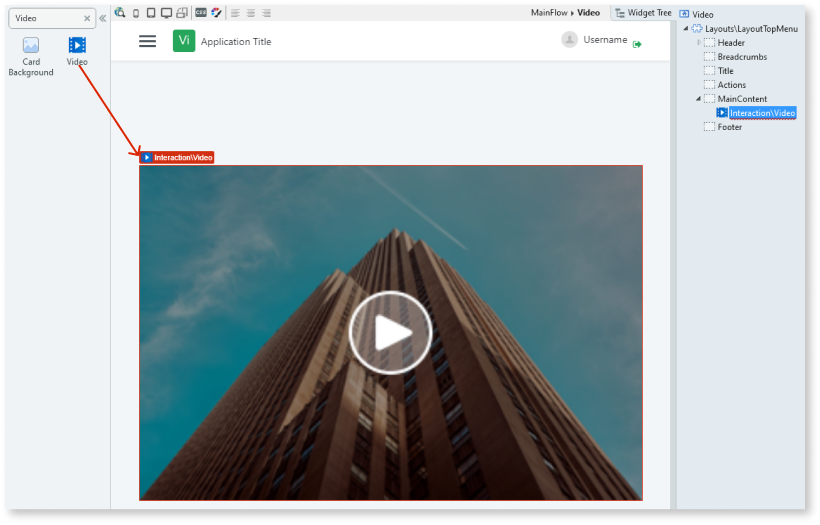 Video
Card
Background
Video
CSS
MainFlow ▸ Video
Widget Tree
Vi
Application Title
Username
Interaction\Video
Video
Layouts\LayoutTopMenu
Header
Breadcrumbs
Title
Actions
MainContent
Interaction\Video
Footer